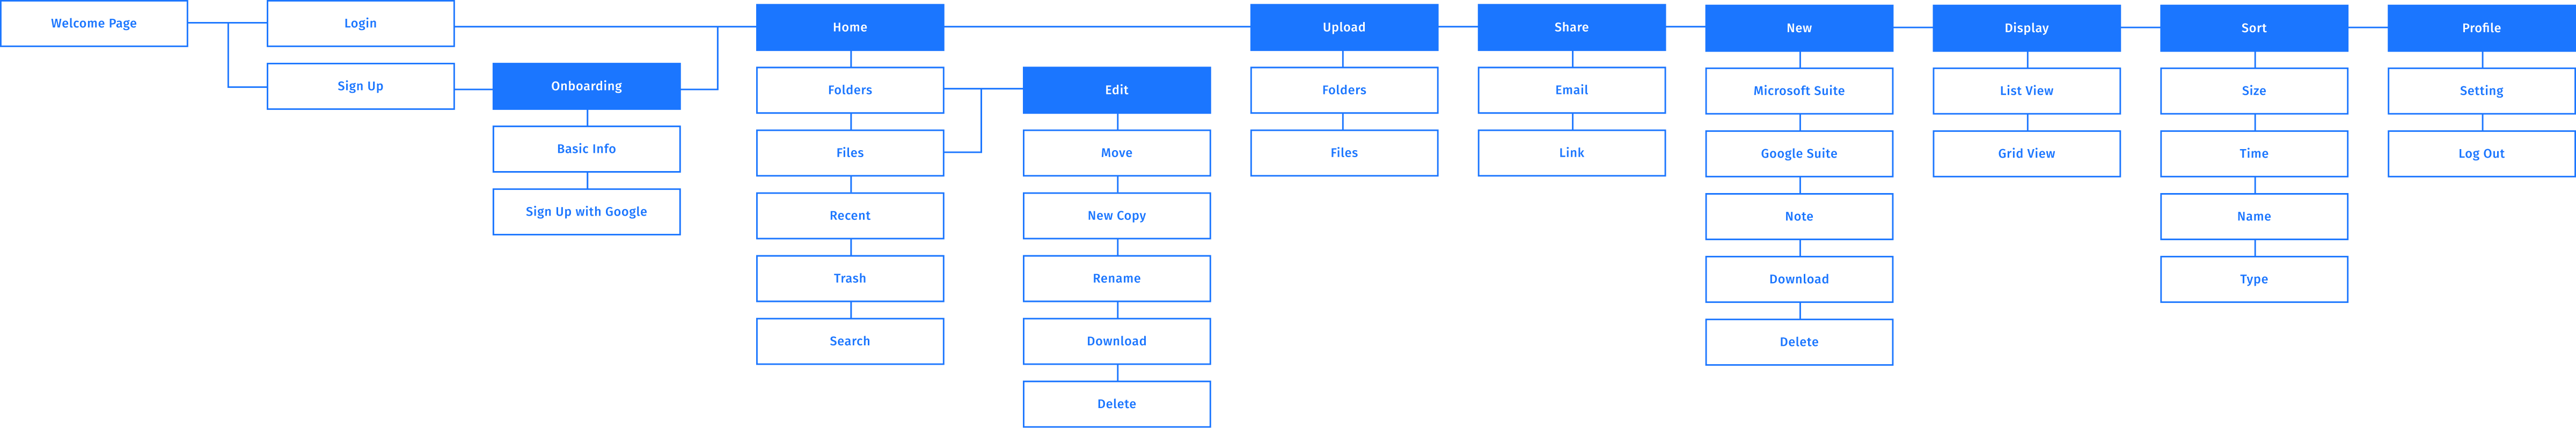 Welcome Page
Login
Sign Up
Onboarding
Basic Info
Sign Up with Google
Home
Folders
Files
Recent
Trash
Search
Edit
Move
New Copy
Rename
Download
Delete
Upload
Folders
Files
Share
Email
Link
New
Microsoft Suite
Google Suite
Note
Download
Delete
Display
List View
Grid View
Sort
Size
Time
Name
Type
Profile
Setting
Log Out